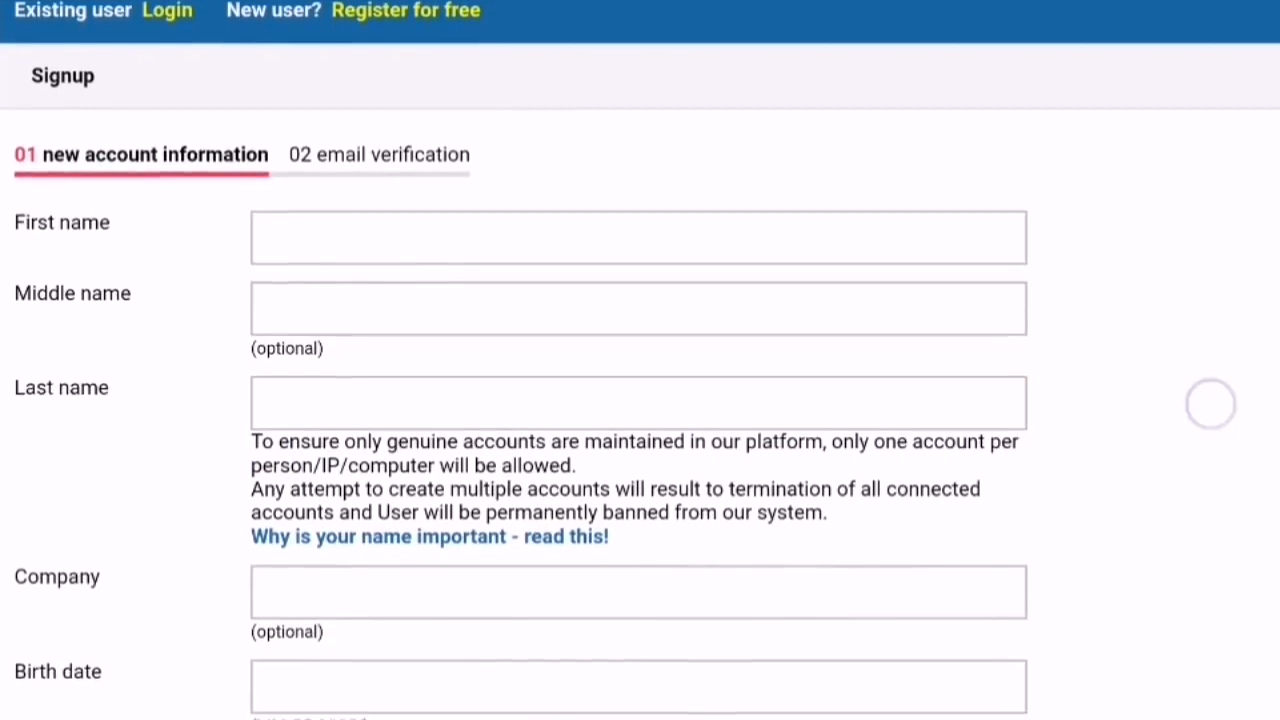 Existing user Login New user? Register for free
Signup
01 new account information 02 email verification
First name
Middle name
(optional)
Last name
To ensure only genuine accounts are maintained in our platform, only one account per
person/IP/computer will be allowed.
Any attempt to create multiple accounts will result to termination of all connected
accounts and User will be permanently banned from our system.
Why is your name important - read this!
Company
(optional)
Birth date